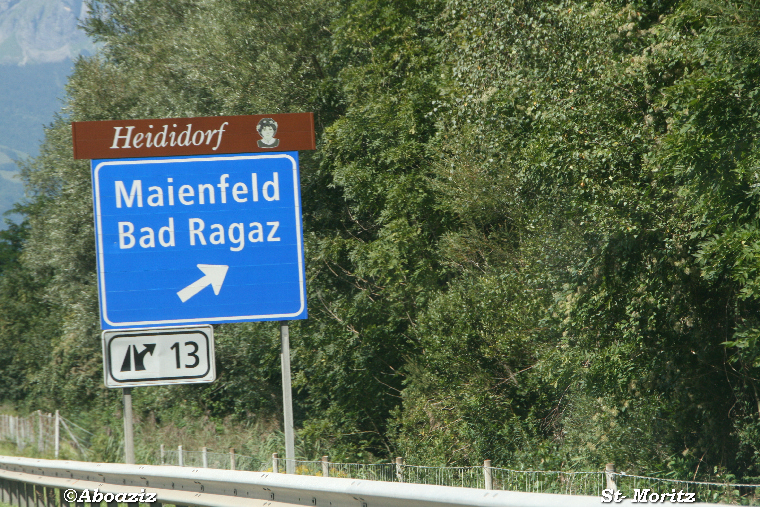 Heididorf
Maienfeld
Bad Ragaz
13
©Aboaziz
St- Moritz